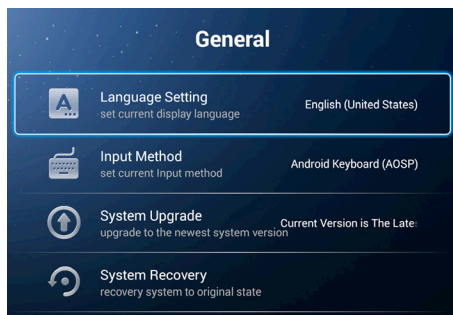 General
Language Setting
set current display language
English (United States)
Input Method
set current Input method
Android Keyboard (AOSP)
System Upgrade
upgrade to the newest system version
Current Version is The Late
System Recovery
recovery system to original state